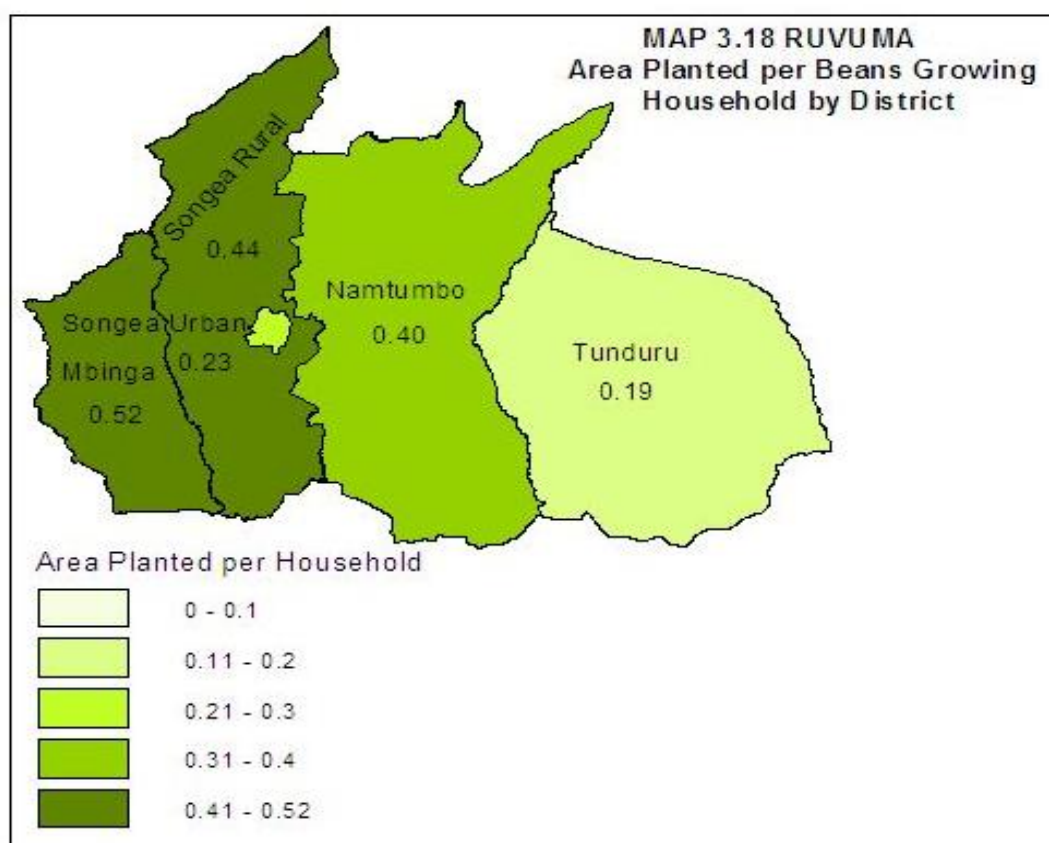 MAP 3.18 RUVUMA
Area Planted per Beans Growing
Household by District
Songea Rural
0.44
Songea Urban
0.23
Mbinga
0.52
Namtumbo
0.40
Tunduru
0.19
Area Planted per Household
0 - 0.1
0.11 - 0.2
0.21 - 0.3
0.31 - 0.4
0.41 - 0.52